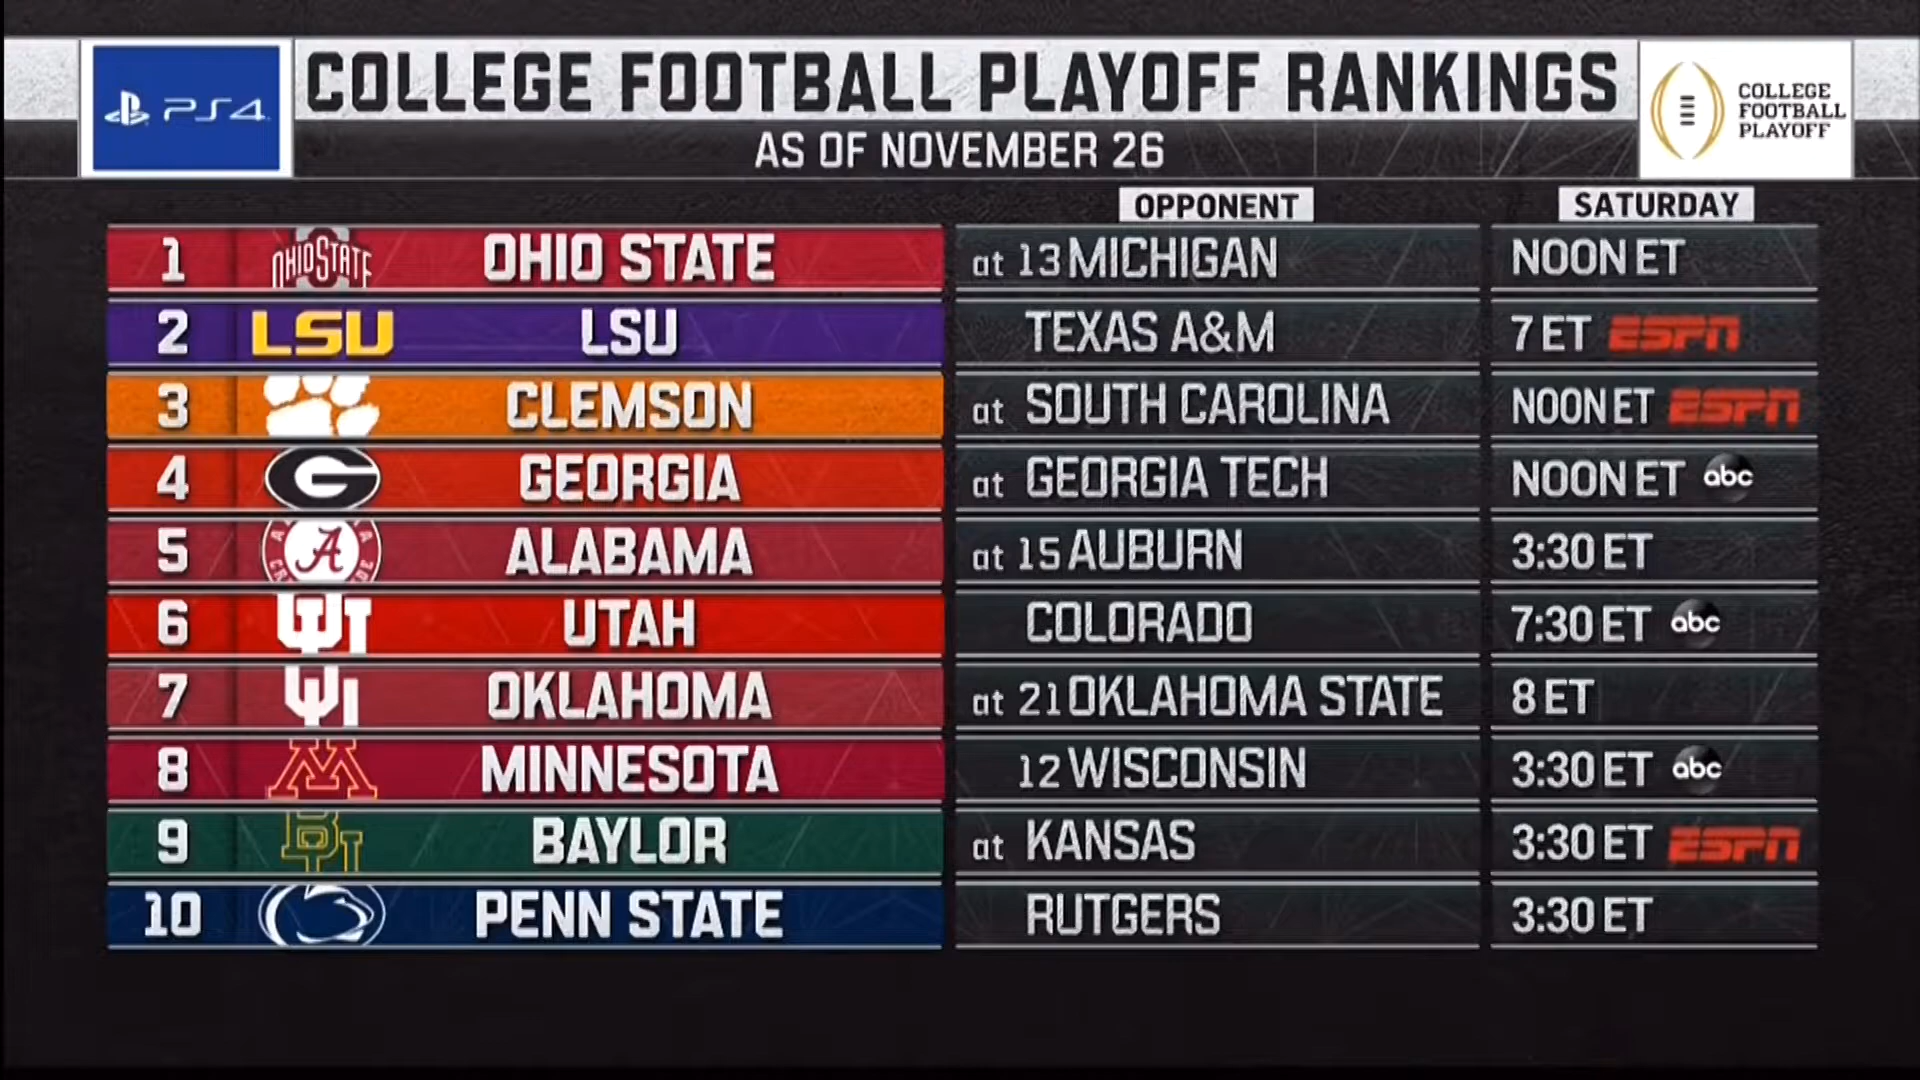 PS4
COLLEGE FOOTBALL PLAYOFF RANKINGS
COLLEGE
FOOTBALL
PLAYOFF
AS OF NOVEMBER 26
OPPONENT SATURDAY
1 OHIO STATE OHIO STATE at 13 MICHIGAN NOON ET
2 LSU LSU TEXAS A&M 7 ET ESPN
3 CLEMSON at SOUTH CAROLINA NOON ET ESPN
4 G GEORGIA at GEORGIA TECH NOON ET abc
5 A ALABAMA at 15 AUBURN 3:30 ET
6 UTAH COLORADO 7:30 ET abc
7 OKLAHOMA at 21 OKLAHOMA STATE 8 ET
8 M MINNESOTA 12 WISCONSIN 3:30 ET abc
9 BAYLOR at KANSAS 3:30 ET ESPN
10 PENN STATE RUTGERS 3:30 ET